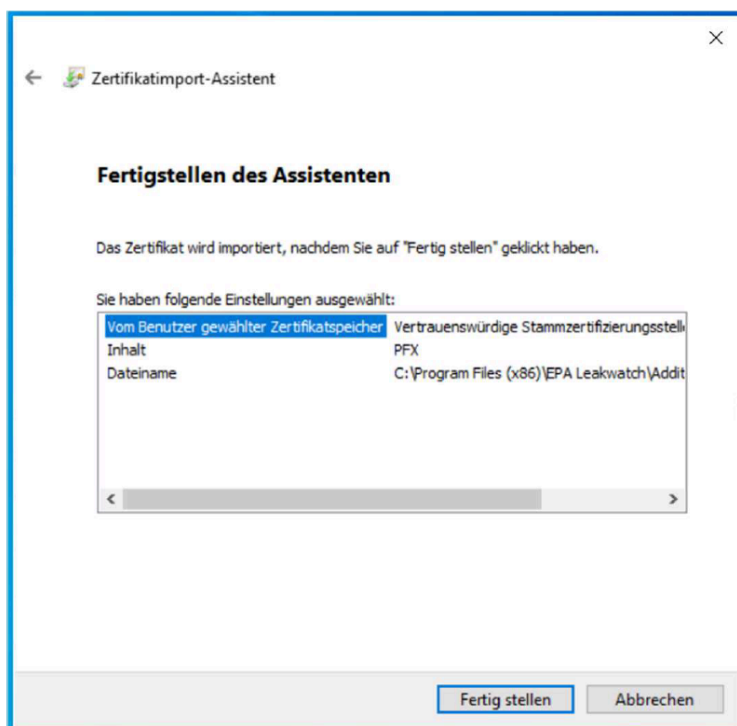 Zertifikatimport-Assistent
Fertigstellen des Assistenten
Das Zertifikat wird importiert, nachdem Sie auf "Fertig stellen" geklickt haben.
Sie haben folgende Einstellungen ausgewählt:
Vom Benutzer gewählter Zertifikatspeicher Vertrauenswürdige Stammzertifizierungsstell
Inhalt PFX
Dateiname C:\Program Files (x86)\EPA Leakwatch\Addit
Fertig stellen Abbrechen